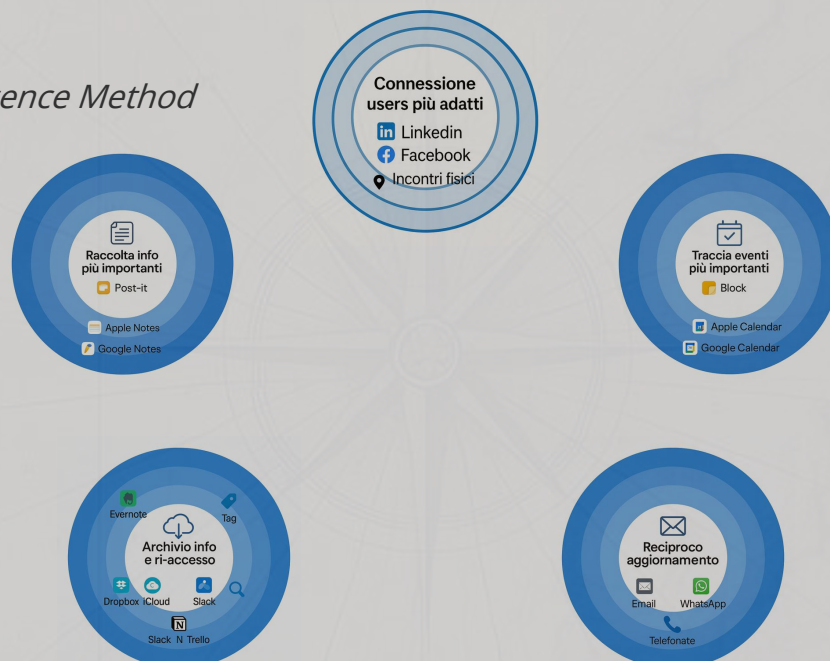 ence Method
Connessione
users più adatti
Linkedin
Facebook
Incontri fisici
Raccolta info
più importanti
Post-it
Apple Notes
Google Notes
Traccia eventi
più importanti
Block
Apple Calendar
Google Calendar
Evernote
Tag
Archivio info
e ri-accesso
Dropbox iCloud Slack
Slack N Trello
Reciproco
aggiornamento
Email WhatsApp
Telefonate